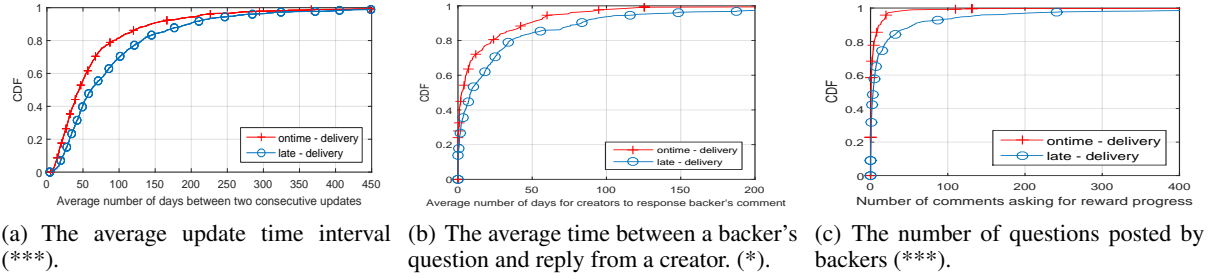 1
0.8
0.6
0.4
0.2
0
CDF
0 50 100 150 200 250 300 350 400 450
Average number of days between two consecutive updates
ontime - delivery
late - delivery
1
0.8
0.6
0.4
0.2
0
CDF
0 50 100 150 200
Average number of days for creators to response backer's comment
ontime - delivery
late - delivery
1
0.8
0.6
0.4
0.2
0
CDF
0 100 200 300 400
Number of comments asking for reward progress
ontime - delivery
late - delivery
(a) The average update time interval
(***).
(b) The average time between a backer's
question and reply from a creator. (*).
(c) The number of questions posted by
backers (***).